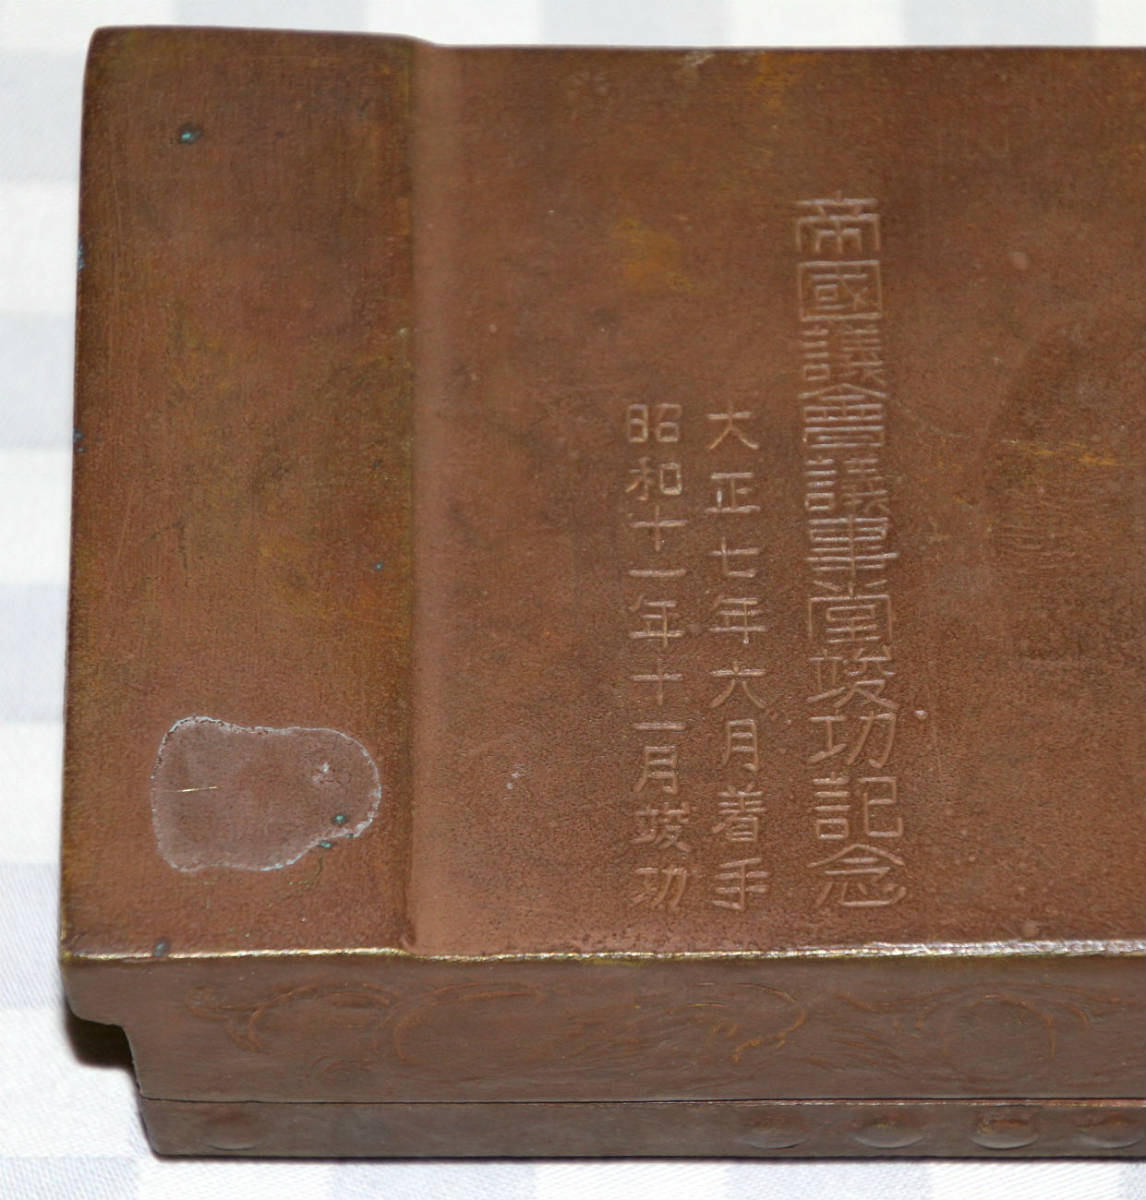 帝國議會議事堂竣功記念
大正七年六月着手
昭和十一年十一月竣功